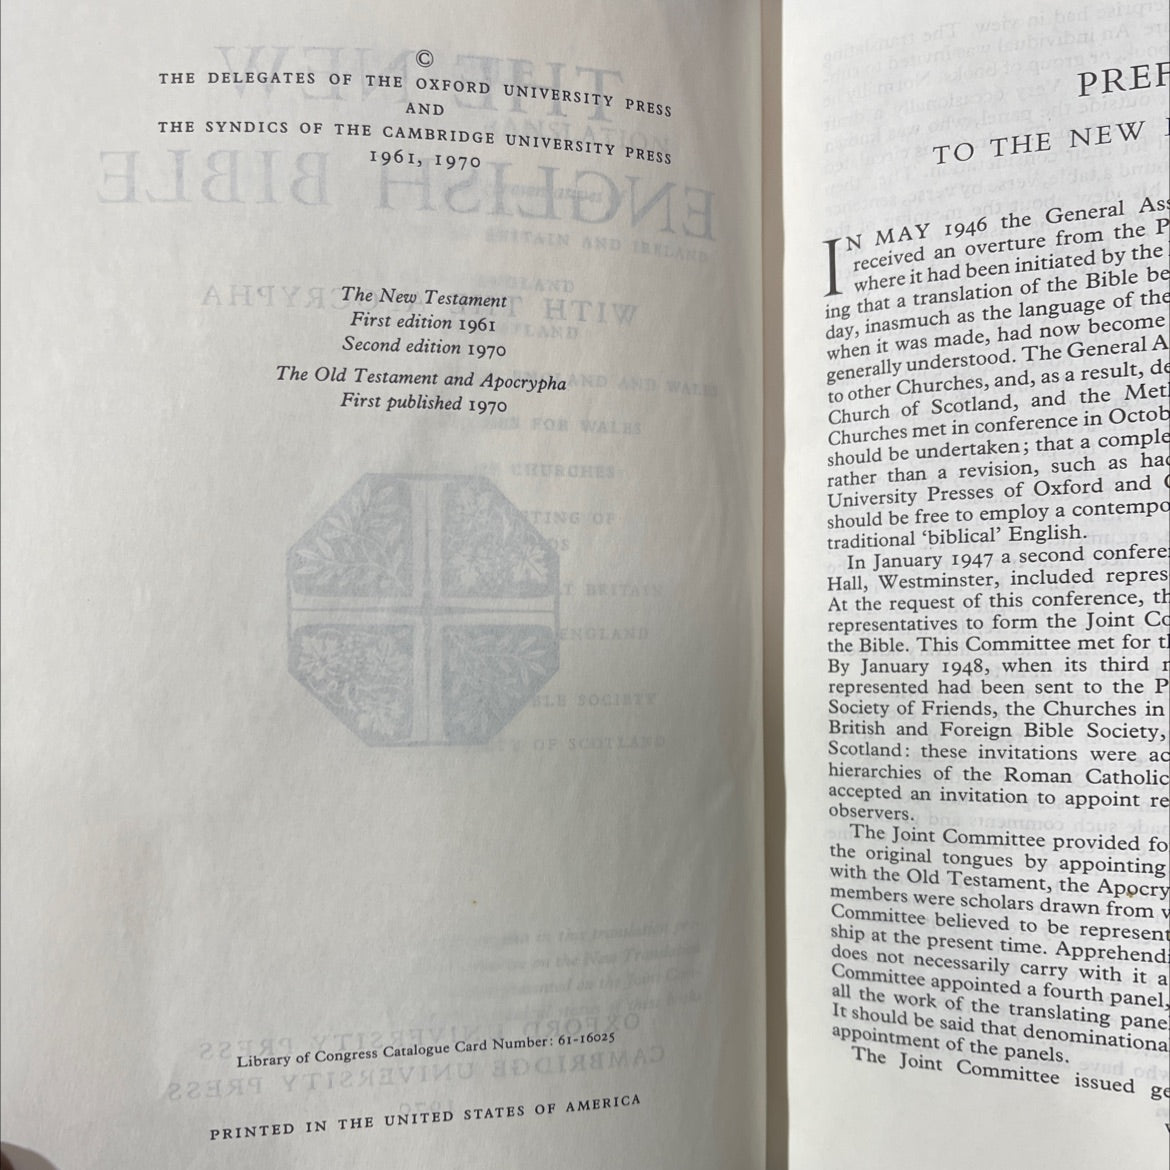 ©
THE DELEGATES OF THE OXFORD UNIVERSITY PRESS
AND
THE SYNDICS OF THE CAMBRIDGE UNIVERSITY PRESS
1961, 1970
The New Testament
First edition 1961
Second edition 1970
The Old Testament and Apocrypha
First published 1970
Library of Congress Catalogue Card Number: 61-16025
PRINTED IN THE UNITED STATES OF AMERICA
PREF
TO THE NEW
IN MAY 1946 the General Ass
received an overture from the P
where it had been initiated by the
ing that a translation of the Bible be
day, inasmuch as the language of the
when it was made, had now become
generally understood. The General A
to other Churches, and, as a result, de
Church of Scotland, and the Met
Churches met in conference in Octob
should be undertaken; that a comple
rather than a revision, such as had
University Presses of Oxford and C
should be free to employ a contempo
traditional 'biblical' English.
In January 1947 a second confere
Hall, Westminster, included repres
At the request of this conference, th
representatives to form the Joint Co
the Bible. This Committee met for th
By January 1948, when its third
represented had been sent to the P
Society of Friends, the Churches in
British and Foreign Bible Society,
Scotland: these invitations were ac
hierarchies of the Roman Catholic
accepted an invitation to appoint re
observers.
The Joint Committee provided fo
the original tongues by appointing
with the Old Testament, the Apocry
members were scholars drawn from v
Committee believed to be represent
ship at the present time. Apprehend
does not necessarily carry with it a
Committee appointed a fourth panel,
all the work of the translating pane
It should be said that denominationa
appointment of the panels.
The Joint Committee issued ge